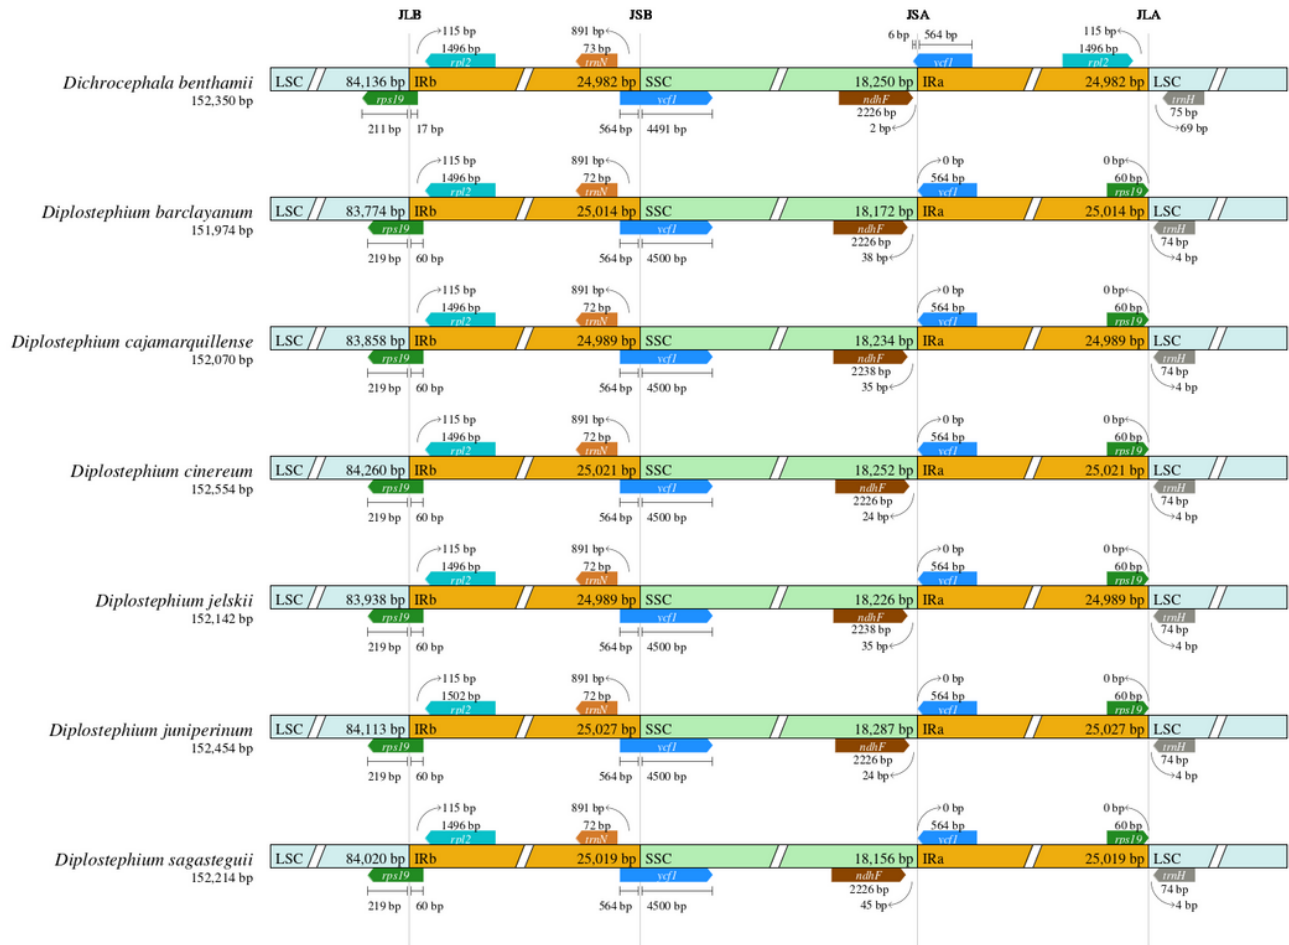 JLB JSB JSA JLA
115 bp 891 bp 6 bp 564 bp 115 bp
1496 bp 73 bp 1496 bp
rpl2 trnN ycf1 rpl2
Dichrocephala benthamii LSC 84,136 bp IRb 24,982 bp SSC 18,250 bp IRa 24,982 bp LSC
152,350 bp rps19 ycf1 ndhF trnH
2226 bp 75 bp
211 bp 17 bp 564 bp 4491 bp 2 bp 69 bp
115 bp 891 bp 0 bp 0 bp
1496 bp 72 bp 564 bp 60 bp
rpl2 trnN ycf1 rps19
Diplostephium barclayanum LSC 83,774 bp IRb 25,014 bp SSC 18,172 bp IRa 25,014 bp LSC
151,974 bp rps19 ycf1 ndhF trnH
2226 bp 74 bp
219 bp 60 bp 564 bp 4500 bp 38 bp 4 bp
115 bp 891 bp 0 bp 0 bp
1496 bp 72 bp 564 bp 60 bp
rpl2 trnN ycf1 rps19
Diplostephium cajamarquillense LSC 83,858 bp IRb 24,989 bp SSC 18,234 bp IRa 24,989 bp LSC
152,070 bp rps19 ycf1 ndhF trnH
2238 bp 74 bp
219 bp 60 bp 564 bp 4500 bp 35 bp 4 bp
115 bp 891 bp 0 bp 0 bp
1496 bp 72 bp 564 bp 60 bp
rpl2 trnN ycf1 rps19
Diplostephium cinereum LSC 84,260 bp IRb 25,021 bp SSC 18,252 bp IRa 25,021 bp LSC
152,554 bp rps19 ycf1 ndhF trnH
2226 bp 74 bp
219 bp 60 bp 564 bp 4500 bp 24 bp 4 bp
115 bp 891 bp 0 bp 0 bp
1496 bp 72 bp 564 bp 60 bp
rpl2 trnN ycf1 rps19
Diplostephium jelskii LSC 83,938 bp IRb 24,989 bp SSC 18,226 bp IRa 24,989 bp LSC
152,142 bp rps19 ycf1 ndhF trnH
2238 bp 74 bp
219 bp 60 bp 564 bp 4500 bp 35 bp 4 bp
115 bp 891 bp 0 bp 0 bp
1502 bp 72 bp 564 bp 60 bp
rpl2 trnN ycf1 rps19
Diplostephium juniperinum LSC 84,113 bp IRb 25,027 bp SSC 18,287 bp IRa 25,027 bp LSC
152,454 bp rps19 ycf1 ndhF trnH
2226 bp 74 bp
219 bp 60 bp 564 bp 4500 bp 24 bp 4 bp
115 bp 891 bp 0 bp 0 bp
1496 bp 72 bp 564 bp 60 bp
rpl2 trnN ycf1 rps19
Diplostephium sagasteguii LSC 84,020 bp IRb 25,019 bp SSC 18,156 bp IRa 25,019 bp LSC
152,214 bp rps19 ycf1 ndhF trnH
2226 bp 74 bp
219 bp 60 bp 564 bp 4500 bp 45 bp 4 bp